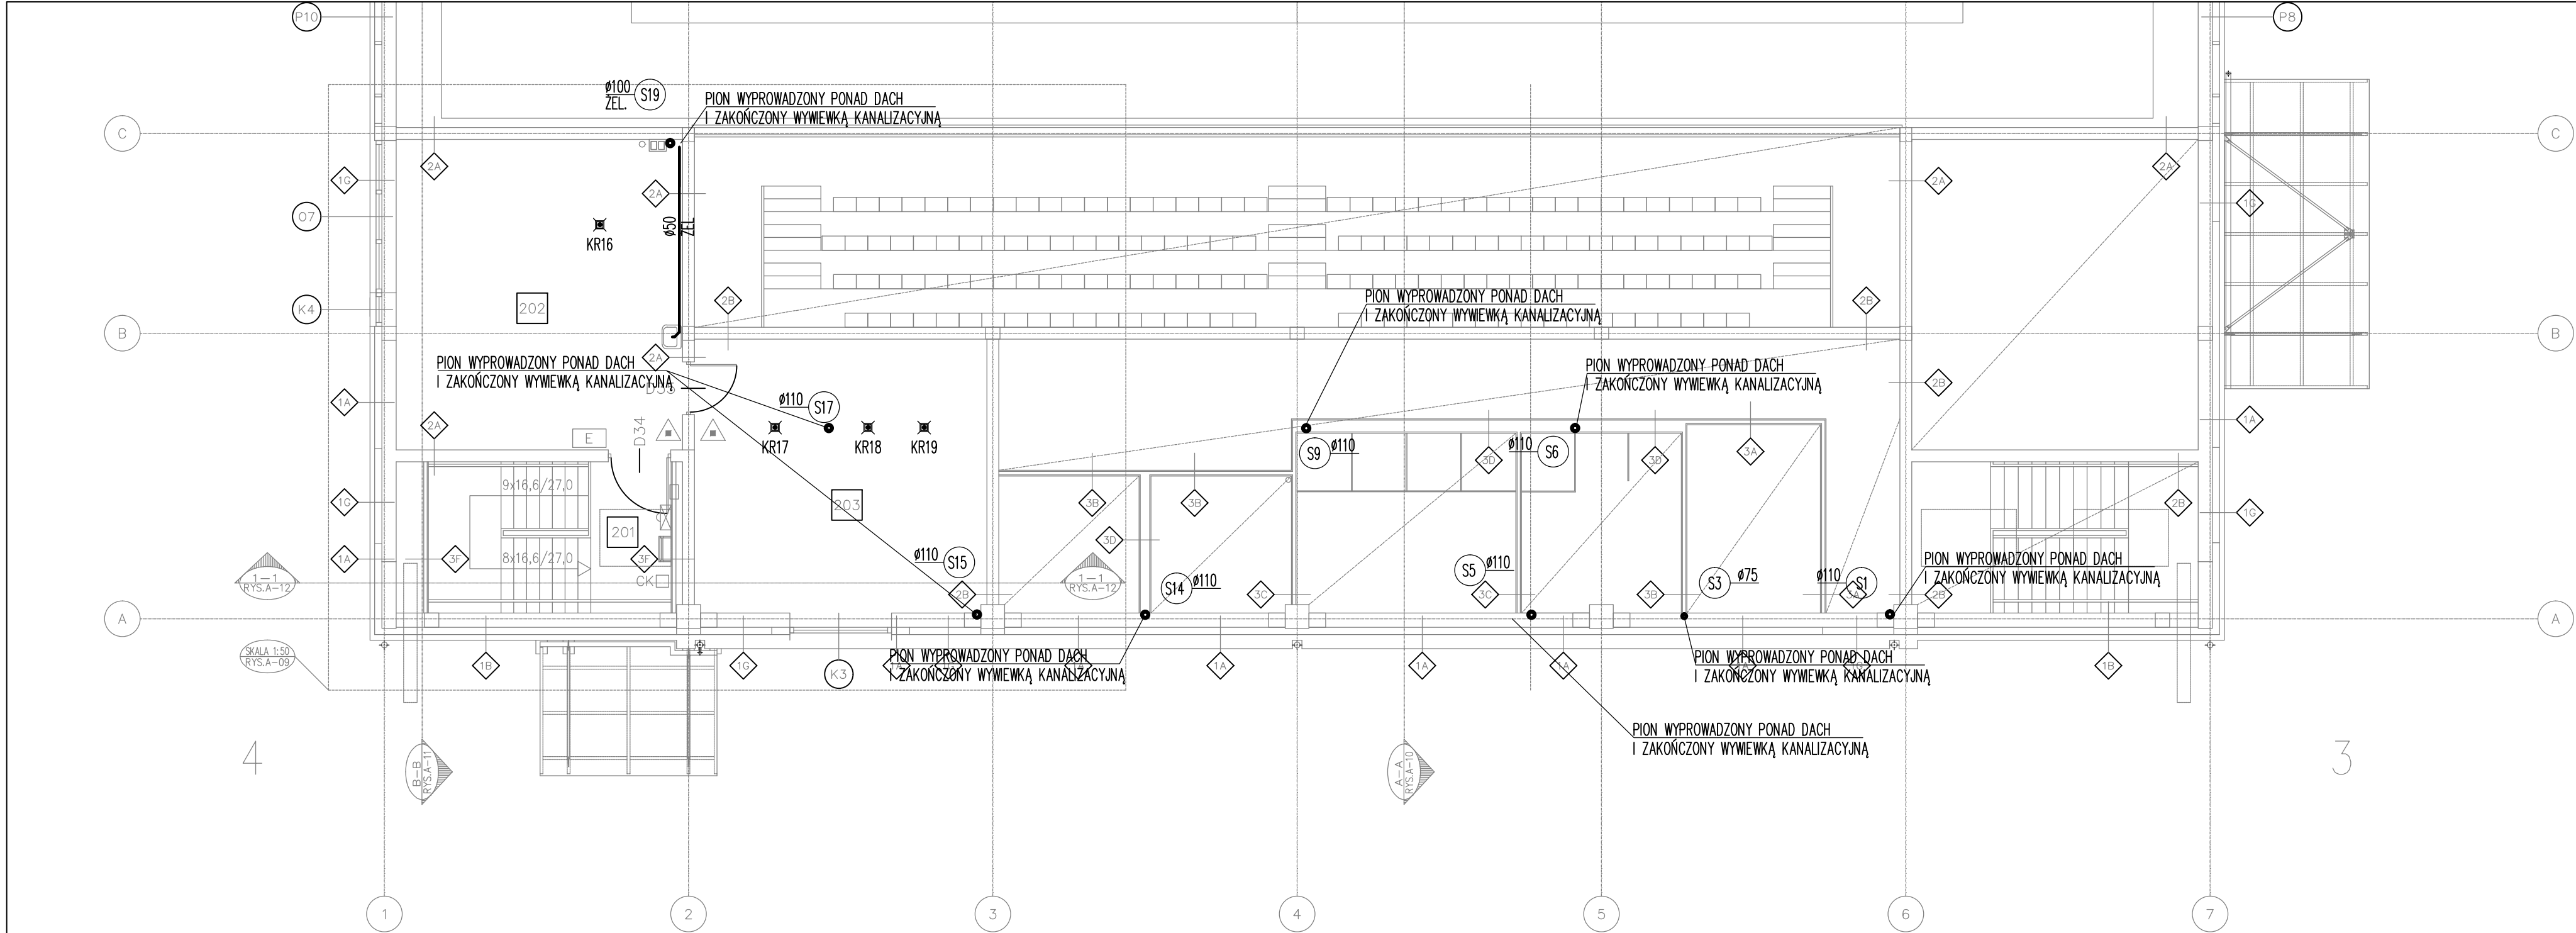 P10
P8
ø100
ŻEL.
S19
PION WYPROWADZONY PONAD DACH
I ZAKOŃCZONY WYWIEWKĄ KANALIZACYJNĄ
C
C
2A
2A
1G
2A
2A
1G
O7
ø50
ŻEL
KR16
2B
2B
202
K4
PION WYPROWADZONY PONAD DACH
I ZAKOŃCZONY WYWIEWKĄ KANALIZACYJNĄ
B
B
PION WYPROWADZONY PONAD DACH
I ZAKOŃCZONY WYWIEWKĄ KANALIZACYJNĄ
2A
PION WYPROWADZONY PONAD DACH
I ZAKOŃCZONY WYWIEWKĄ KANALIZACYJNĄ
2B
1A
ø110
S17
1A
2A
E
D34
KR17
KR18
KR19
S9
ø110
ø110
S6
3D
3D
3A
9x16,6/27,0
1G
203
3B
3B
2B
1G
201
3D
1A
3F
8x16,6/27,0
3F
CK
ø110
S15
1-1
RYS.A-12
1-1
RYS.A-12
S14
ø110
S5
ø110
S3
ø75
ø110
S1
PION WYPROWADZONY PONAD DACH
I ZAKOŃCZONY WYWIEWKĄ KANALIZACYJNĄ
2B
3C
3C
3B
3A
2B
A
A
SKALA 1:50
RYS.A-09
1B
1G
K3
PION WYPROWADZONY PONAD DACH
I ZAKOŃCZONY WYWIEWKĄ KANALIZACYJNĄ
1A
1A
1A
PION WYPROWADZONY PONAD DACH
I ZAKOŃCZONY WYWIEWKĄ KANALIZACYJNĄ
1B
PION WYPROWADZONY PONAD DACH
I ZAKOŃCZONY WYWIEWKĄ KANALIZACYJNĄ
4
B-B
RYS.A-11
A-A
RYS.A-10
3
1
2
3
4
5
6
7